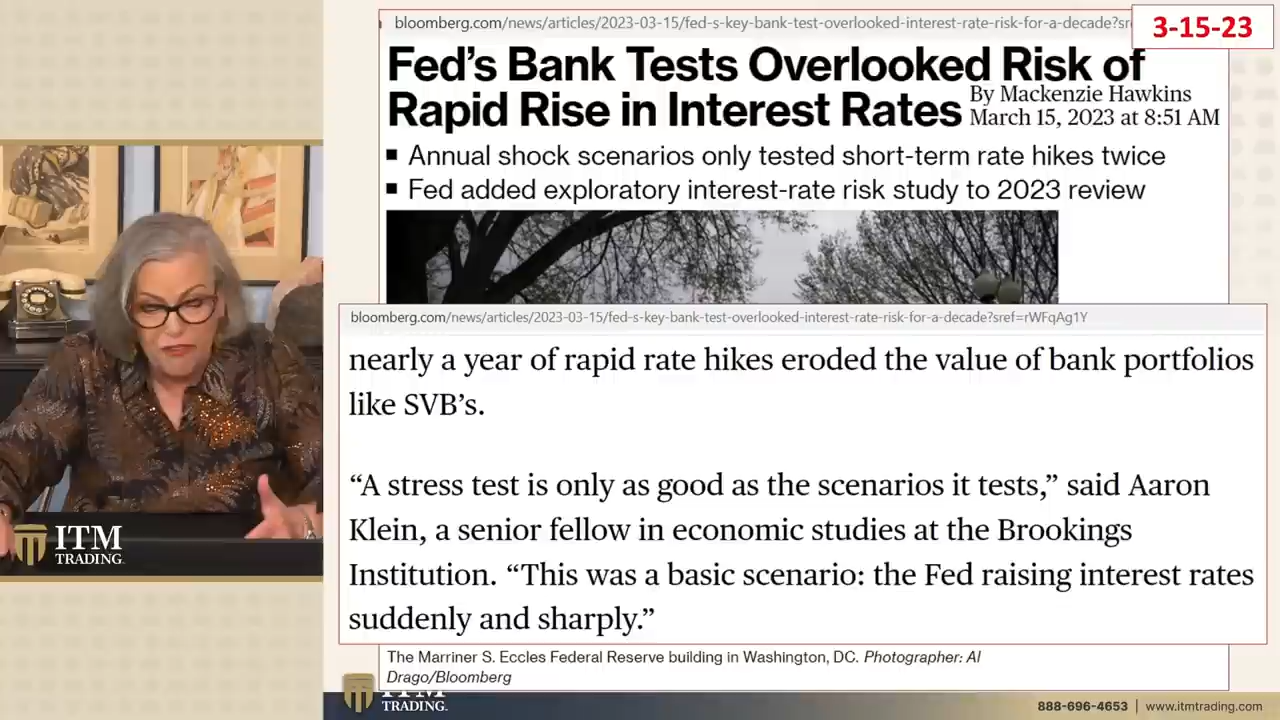 bloomberg.com/news/articles/2023-03-15/fed-s-key-bank-test-overlooked-interest-rate-risk-for-a-decade?sr
3-15-23
Fed's Bank Tests Overlooked Risk of
Rapid Rise in Interest Rates
By Mackenzie Hawkins
March 15, 2023 at 8:51 AM
■ Annual shock scenarios only tested short-term rate hikes twice
■ Fed added exploratory interest-rate risk study to 2023 review
bloomberg.com/news/articles/2023-03-15/fed-s-key-bank-test-overlooked-interest-rate-risk-for-a-decade?sref=rWFqAg1Y
nearly a year of rapid rate hikes eroded the value of bank portfolios
like SVB’s.
“A stress test is only as good as the scenarios it tests,” said Aaron
Klein, a senior fellow in economic studies at the Brookings
Institution. “This was a basic scenario: the Fed raising interest rates
suddenly and sharply.”
The Marriner S. Eccles Federal Reserve building in Washington, DC. Photographer: Al
Drago/Bloomberg
ITM
TRADING.
ITM
TRADING.
888-696-4653 | www.itmtrading.com